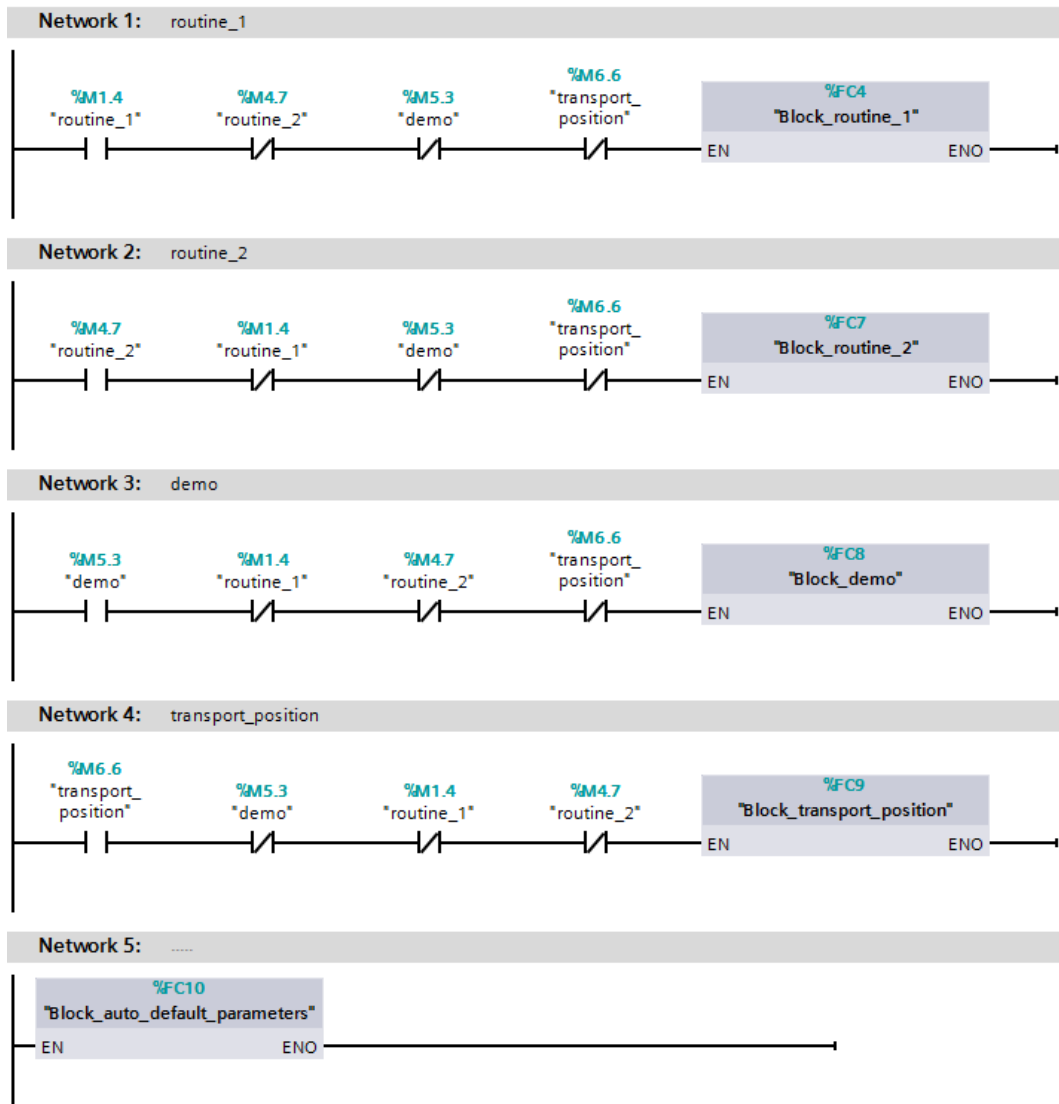 Network 1: routine_1
%M1.4
"routine_1"
%M4.7
"routine_2"
%M5.3
"demo"
%M6.6
"transport_
position"
%FC4
"Block_routine_1"
EN ENO
Network 2: routine_2
%M4.7
"routine_2"
%M1.4
"routine_1"
%M5.3
"demo"
%M6.6
"transport_
position"
%FC7
"Block_routine_2"
EN ENO
Network 3: demo
%M5.3
"demo"
%M1.4
"routine_1"
%M4.7
"routine_2"
%M6.6
"transport_
position"
%FC8
"Block_demo"
EN ENO
Network 4: transport_position
%M6.6
"transport_
position"
%M5.3
"demo"
%M1.4
"routine_1"
%M4.7
"routine_2"
%FC9
"Block_transport_position"
EN ENO
Network 5: .....
%FC10
"Block_auto_default_parameters"
EN ENO